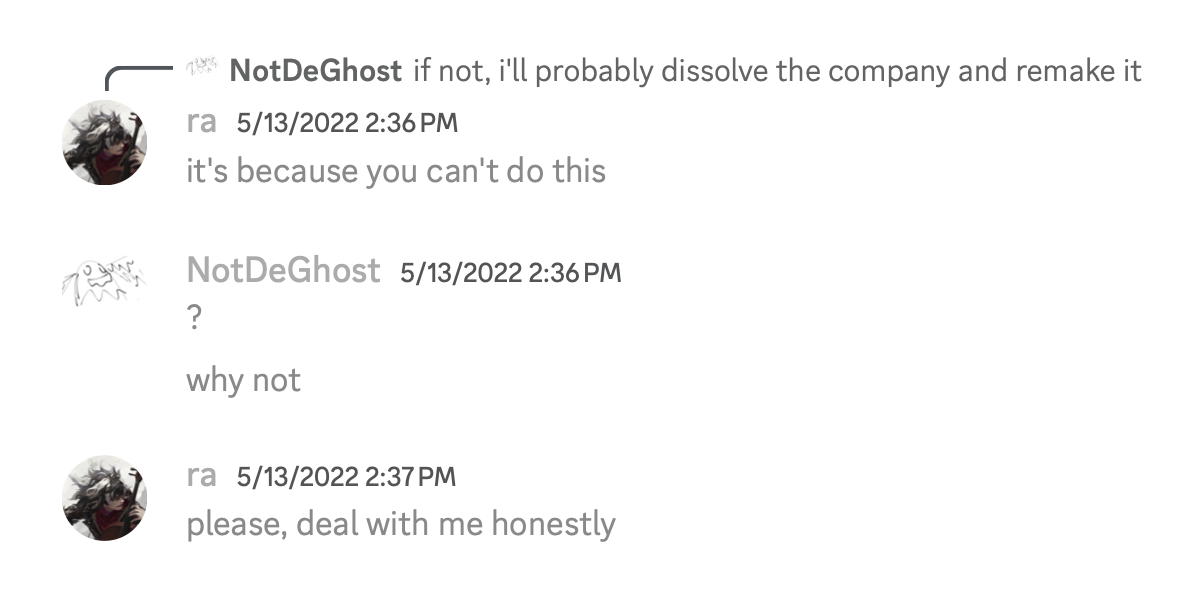 NotDeGhost if not, i'll probably dissolve the company and remake it
ra 5/13/2022 2:36 PM
it's because you can't do this
NotDeGhost 5/13/2022 2:36 PM
?
why not
ra 5/13/2022 2:37 PM
please, deal with me honestly